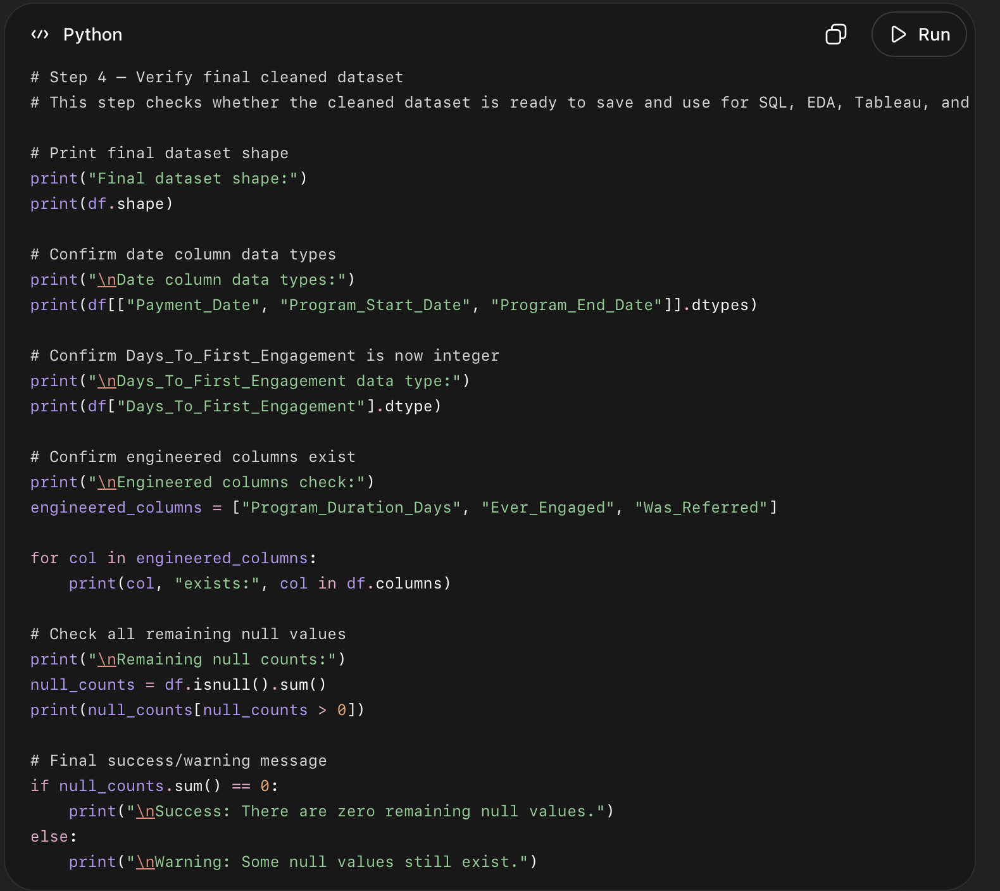 Python
Run
# Step 4 — Verify final cleaned dataset
# This step checks whether the cleaned dataset is ready to save and use for SQL, EDA, Tableau, and
# Print final dataset shape
print("Final dataset shape:")
print(df.shape)
# Confirm date column data types
print("\nDate column data types:")
print(df[["Payment_Date", "Program_Start_Date", "Program_End_Date"]].dtypes)
# Confirm Days_To_First_Engagement is now integer
print("\nDays_To_First_Engagement data type:")
print(df["Days_To_First_Engagement"].dtype)
# Confirm engineered columns exist
print("\nEngineered columns check:")
engineered_columns = ["Program_Duration_Days", "Ever_Engaged", "Was_Referred"]
for col in engineered_columns:
    print(col, "exists:", col in df.columns)
# Check all remaining null values
print("\nRemaining null counts:")
null_counts = df.isnull().sum()
print(null_counts[null_counts > 0])
# Final success/warning message
if null_counts.sum() == 0:
    print("\nSuccess: There are zero remaining null values.")
else:
    print("\nWarning: Some null values still exist.")